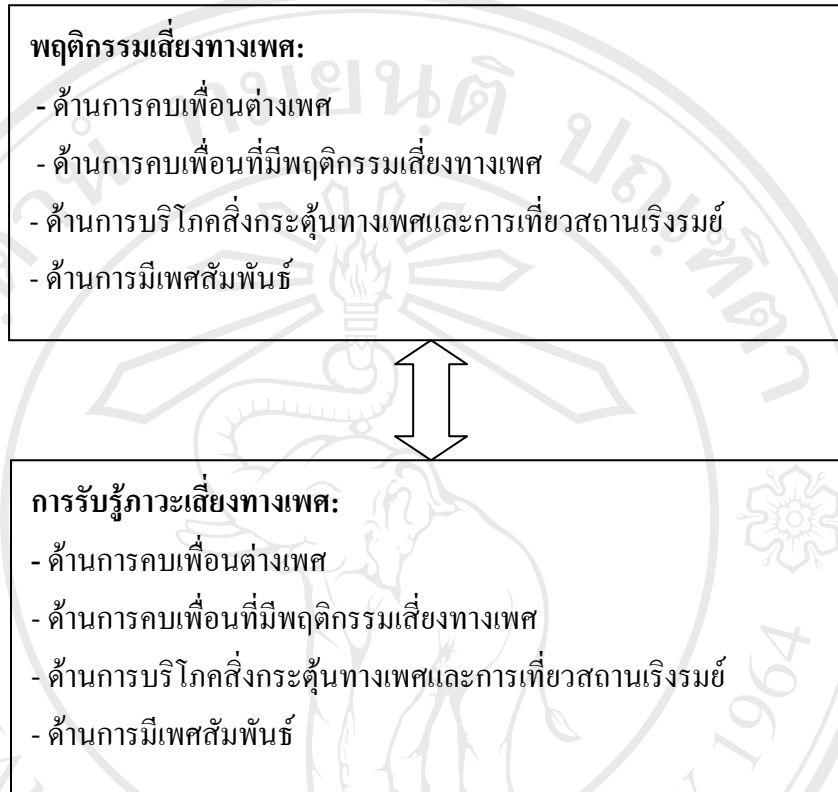 พฤติกรรมเสี่ยงทางเพศ:
- ด้านการคบเพื่อนต่างเพศ
- ด้านการคบเพื่อนที่มีพฤติกรรมเสี่ยงทางเพศ
- ด้านการบริโภคสิ่งกระตุ้นทางเพศและการเที่ยวสถานเริงรมย์
- ด้านการมีเพศสัมพันธ์
การรับรู้ภาวะเสี่ยงทางเพศ:
- ด้านการคบเพื่อนต่างเพศ
- ด้านการคบเพื่อนที่มีพฤติกรรมเสี่ยงทางเพศ
- ด้านการบริโภคสิ่งกระตุ้นทางเพศและการเที่ยวสถานเริงรมย์
- ด้านการมีเพศสัมพันธ์
1964